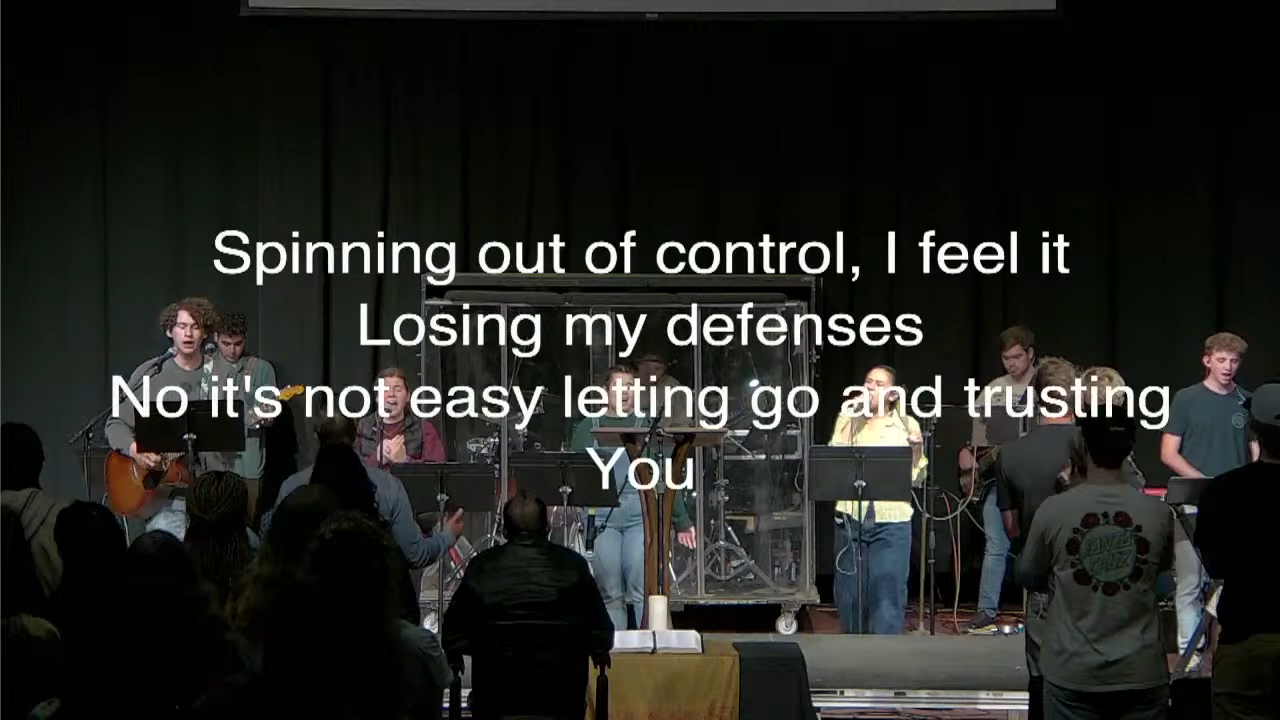 Spinning out of control, I feel it
Losing my defenses
No it's not easy letting go and trusting
You